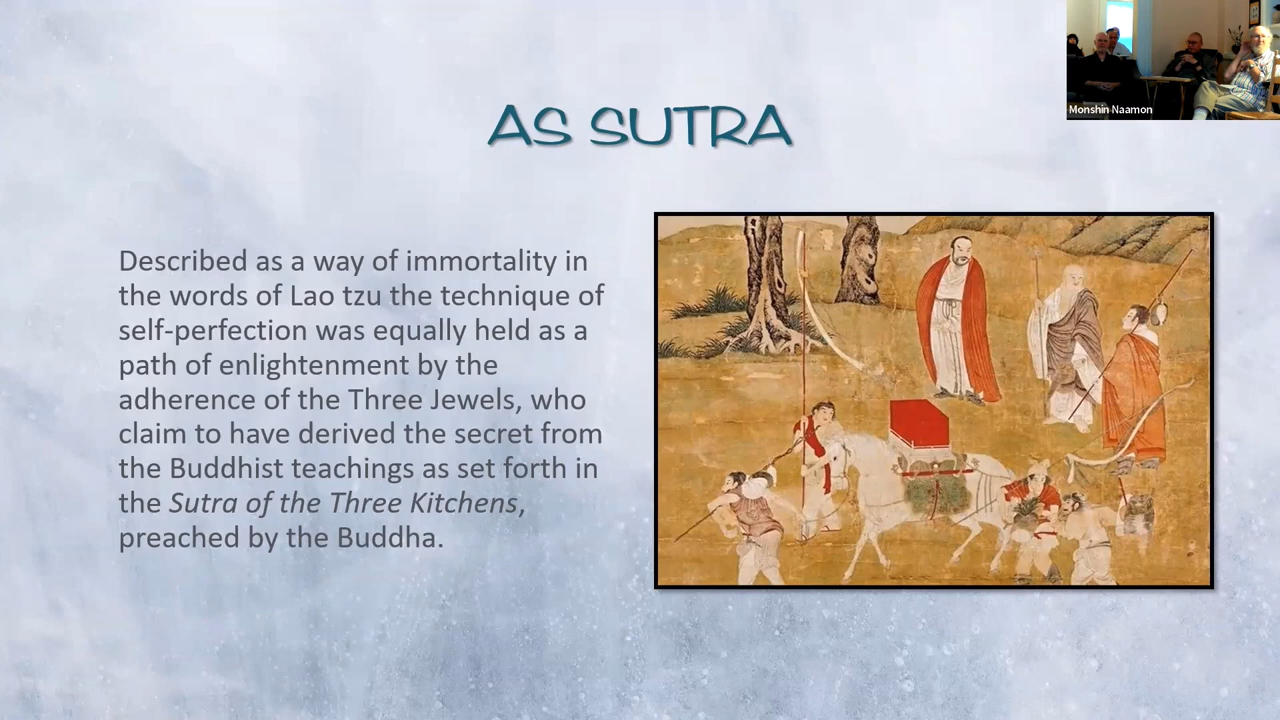 AS SUTRA
Described as a way of immortality in
the words of Lao tzu the technique of
self-perfection was equally held as a
path of enlightenment by the
adherence of the Three Jewels, who
claim to have derived the secret from
the Buddhist teachings as set forth in
the Sutra of the Three Kitchens,
preached by the Buddha.
Monshin Naamon